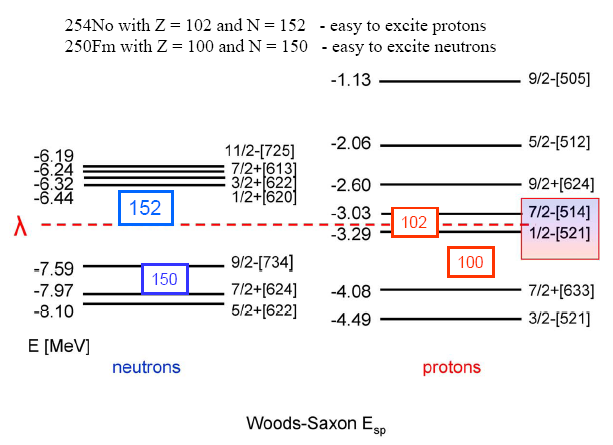 254No with Z = 102 and N = 152 - easy to excite protons
250Fm with Z = 100 and N = 150 - easy to excite neutrons
-1.13 9/2-[505]
-2.06 5/2-[512]
-2.60 9/2+[624]
-3.03 7/2-[514]
-3.29 1/2-[521]
-4.08 7/2+[633]
-4.49 3/2-[521]
102
100
-6.19 11/2-[725]
-6.24 7/2+[613]
-6.32 3/2+[622]
-6.44 1/2+[620]
152
λ
-7.59 9/2-[734]
150
-7.97 7/2+[624]
-8.10 5/2+[622]
E [MeV]
neutrons
protons
Woods-Saxon Esp